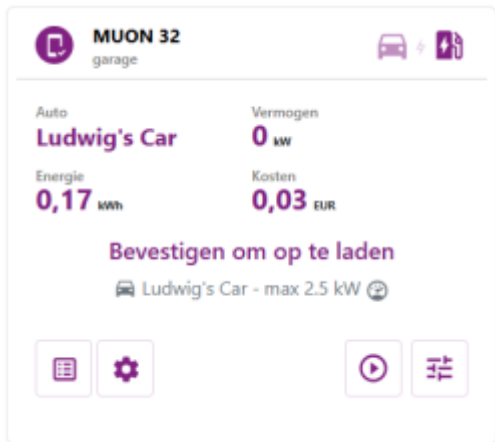 MUON 32
garage
Auto
Vermogen
Ludwig's Car
0 kW
Energie
Kosten
0,17 kWh
0,03 EUR
Bevestigen om op te laden
Ludwig's Car - max 2.5 kW